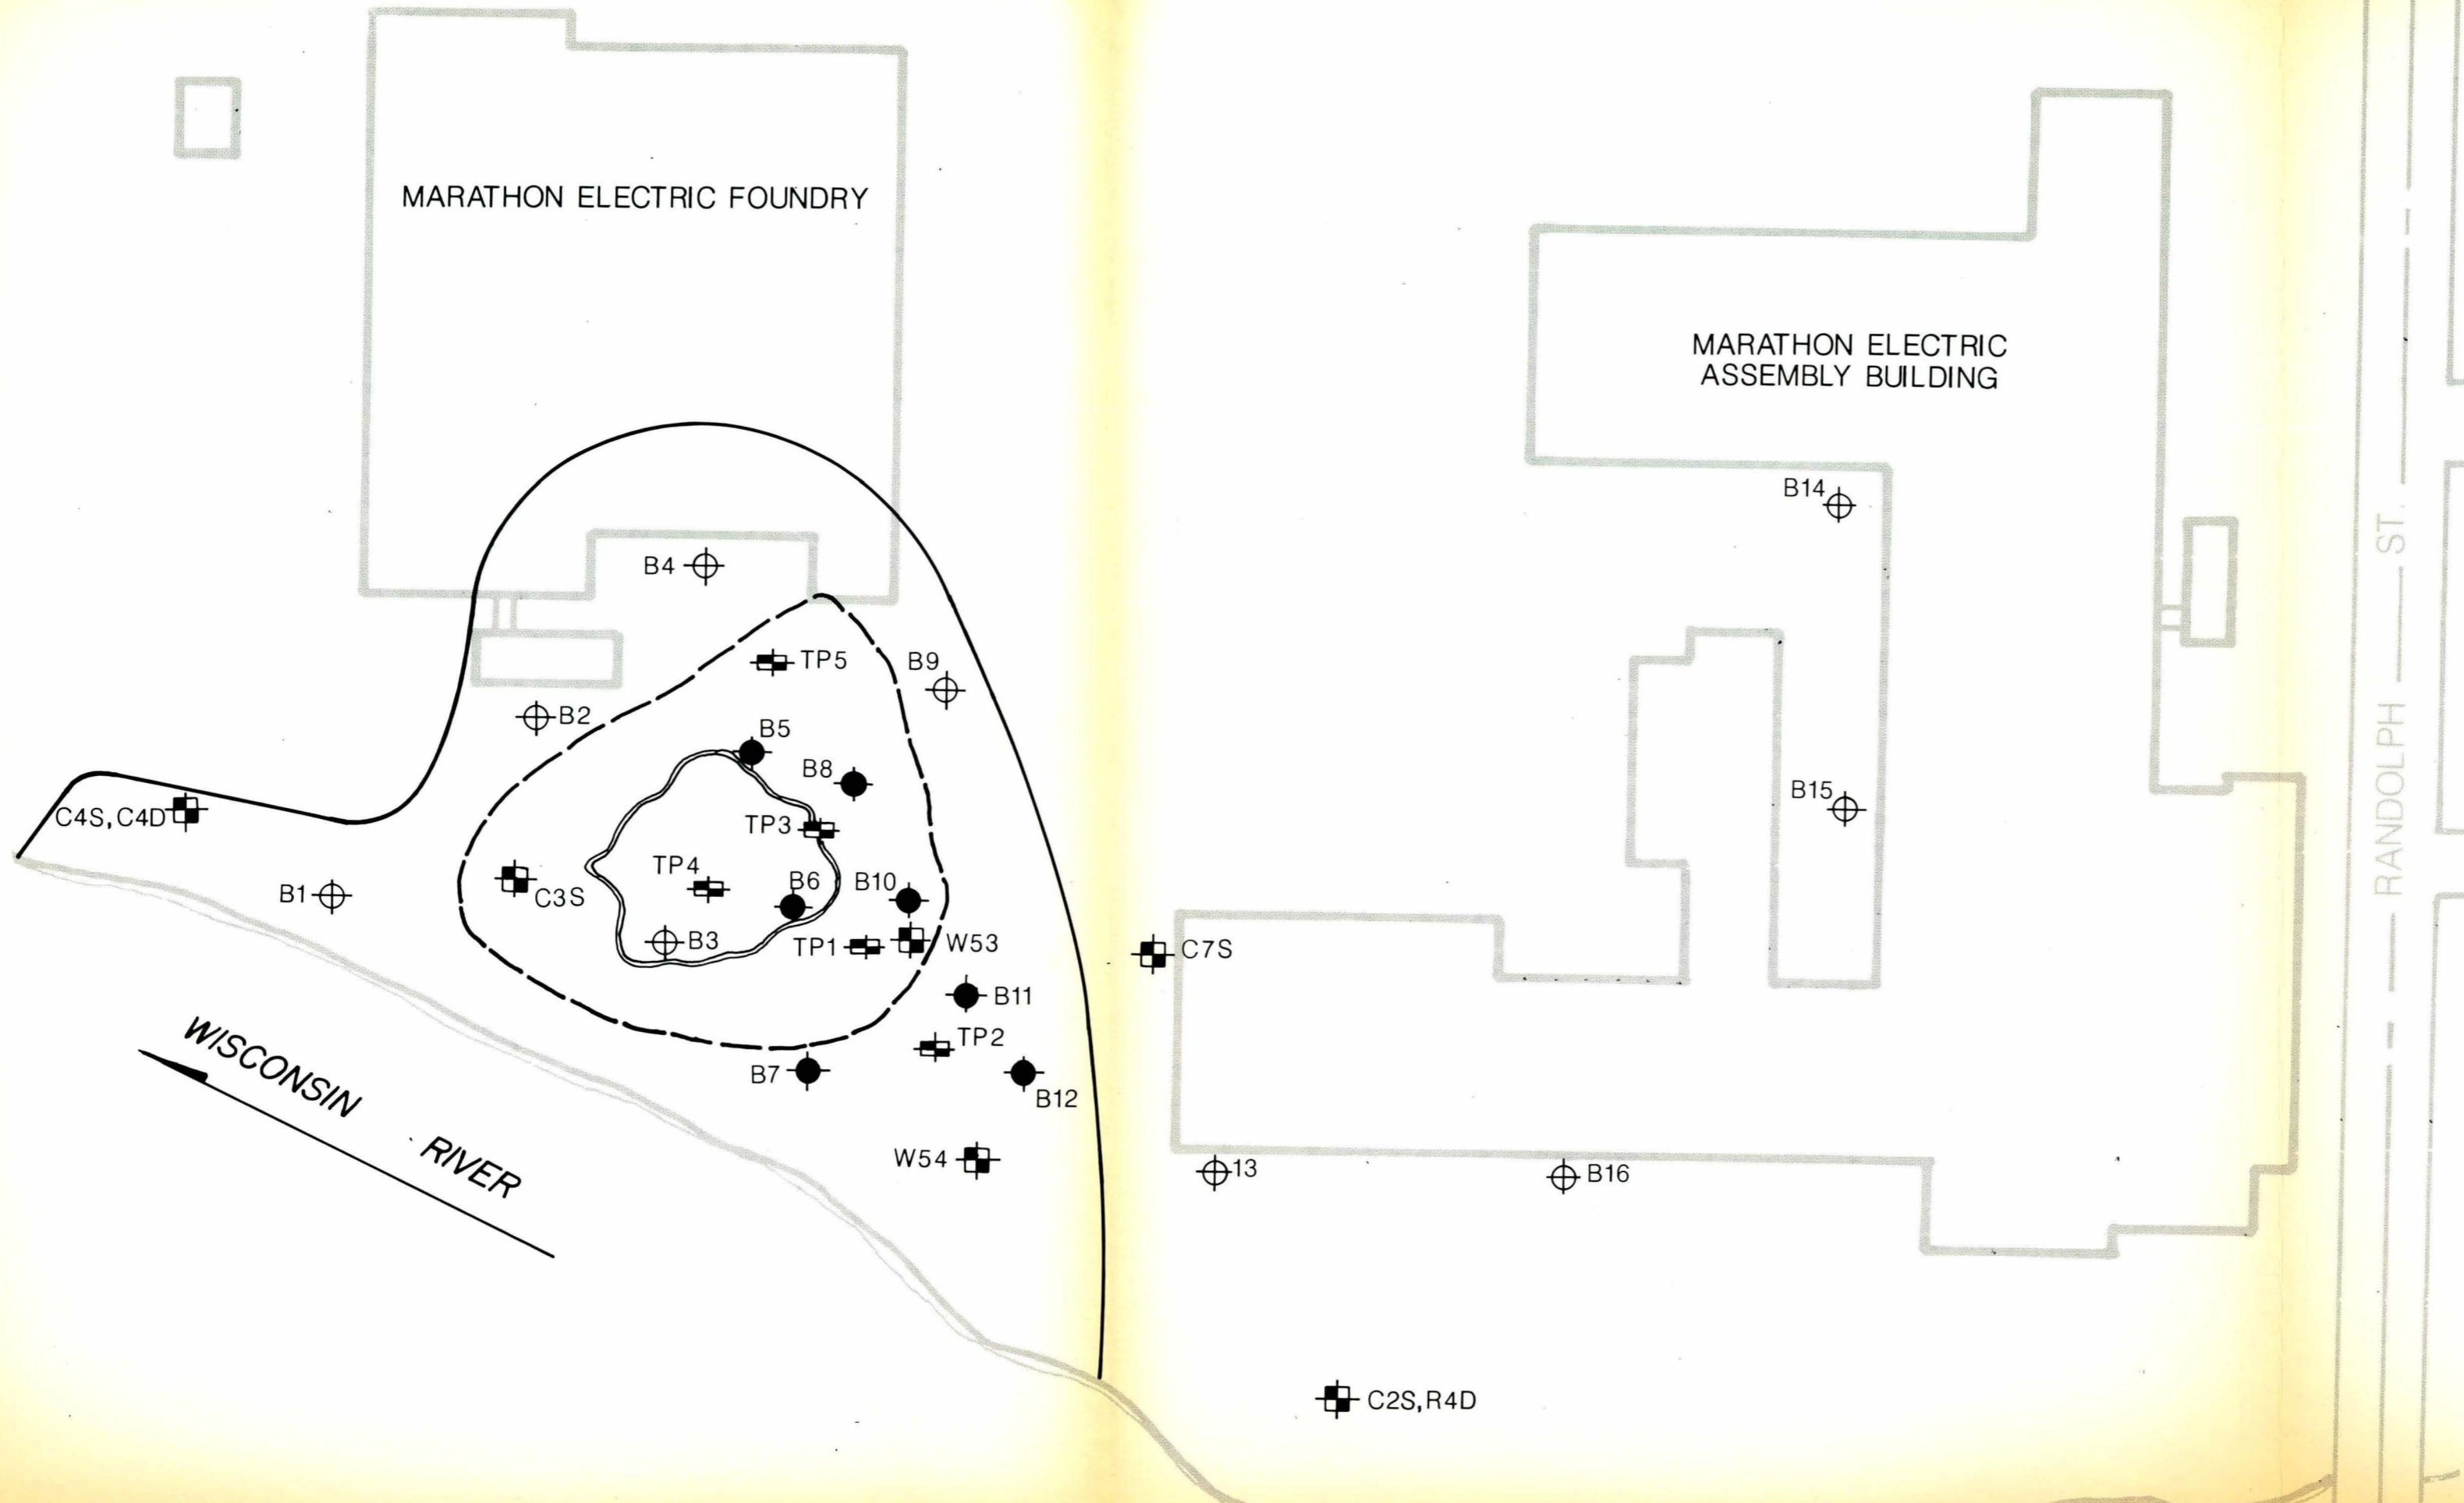 MARATHON ELECTRIC FOUNDRY
MARATHON ELECTRIC
ASSEMBLY BUILDING
B14
B4
RANDOLPH ST.
TP5
B9
B2
B5
B8
B15
C4S, C4D
TP3
TP4
B6
B10
B1
C3S
B3
TP1
W53
C7S
B11
TP2
B7
B12
WISCONSIN RIVER
W54
13
B16
C2S, R4D